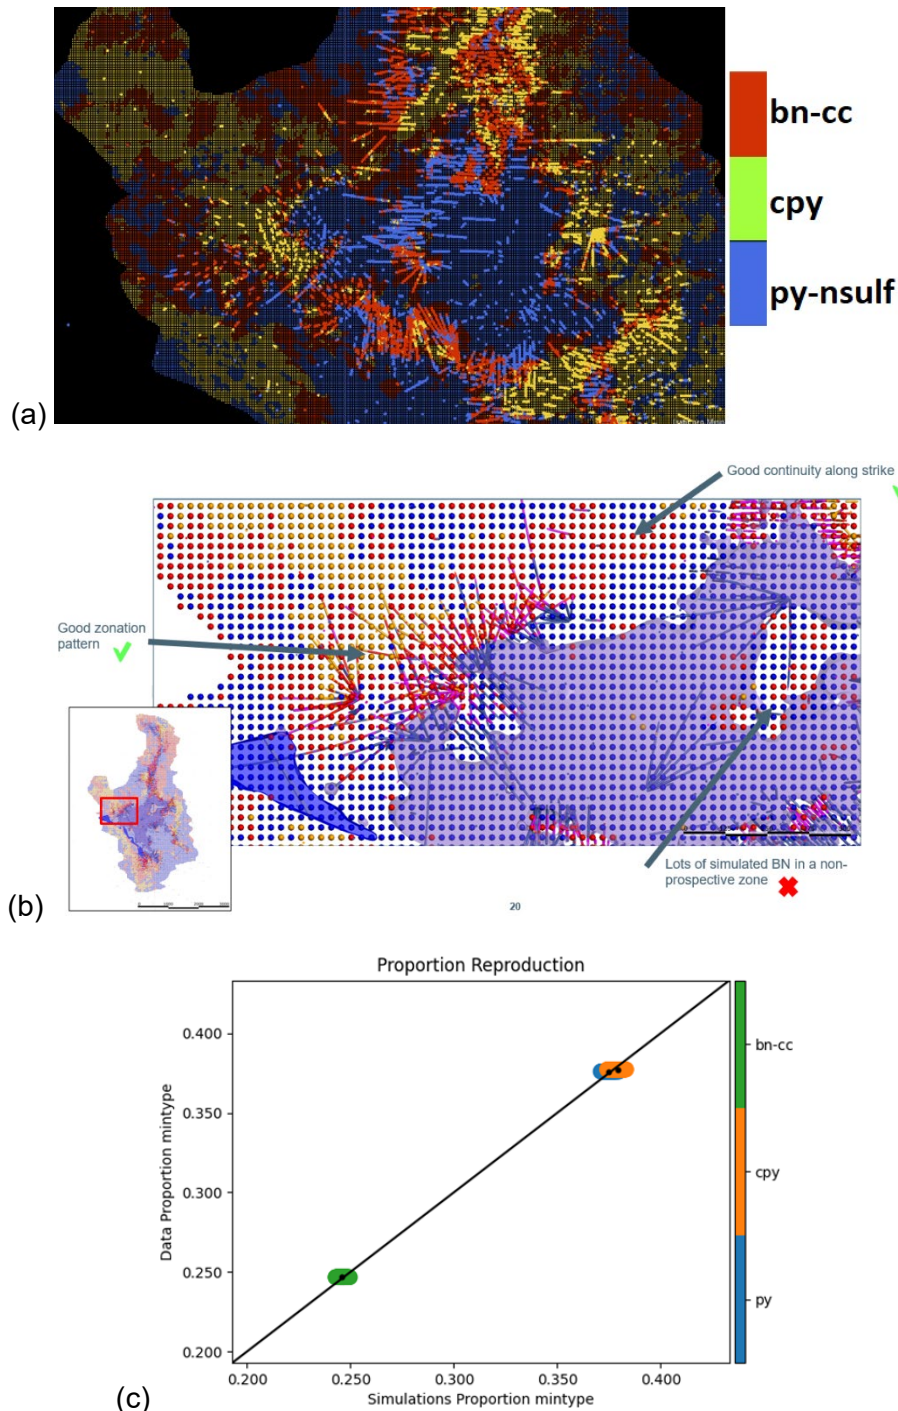 bn-cc
cpy
py-nsulf
(a)
Good continuity along strike
Good zonation
pattern
Lots of simulated BN in a non-
prospective zone
20
(b)
Proportion Reproduction
Data Proportion mintype
0.400
0.350
0.300
0.250
0.200
0.200 0.250 0.300 0.350 0.400
Simulations Proportion mintype
bn-cc
cpy
py
(c)